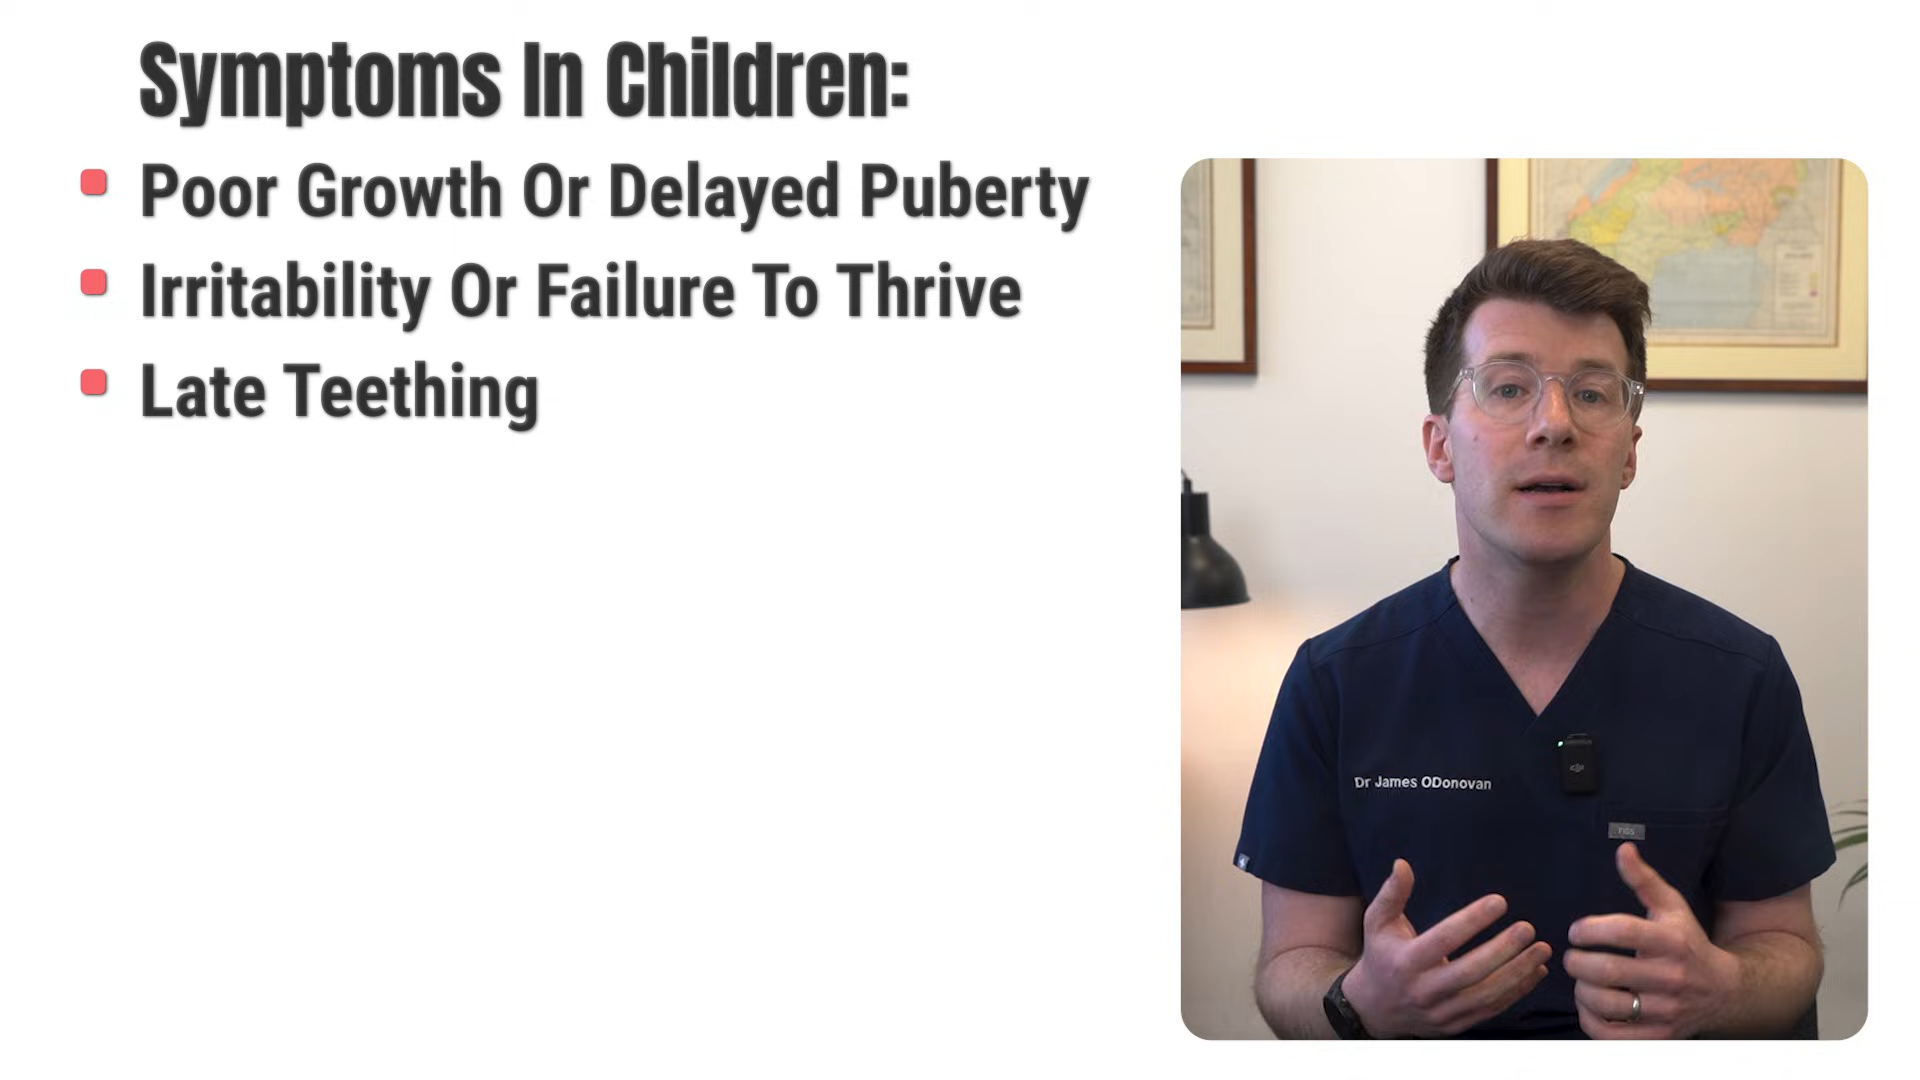 Symptoms In Children:
Poor Growth Or Delayed Puberty
Irritability Or Failure To Thrive
Late Teething
Dr James ODonovan